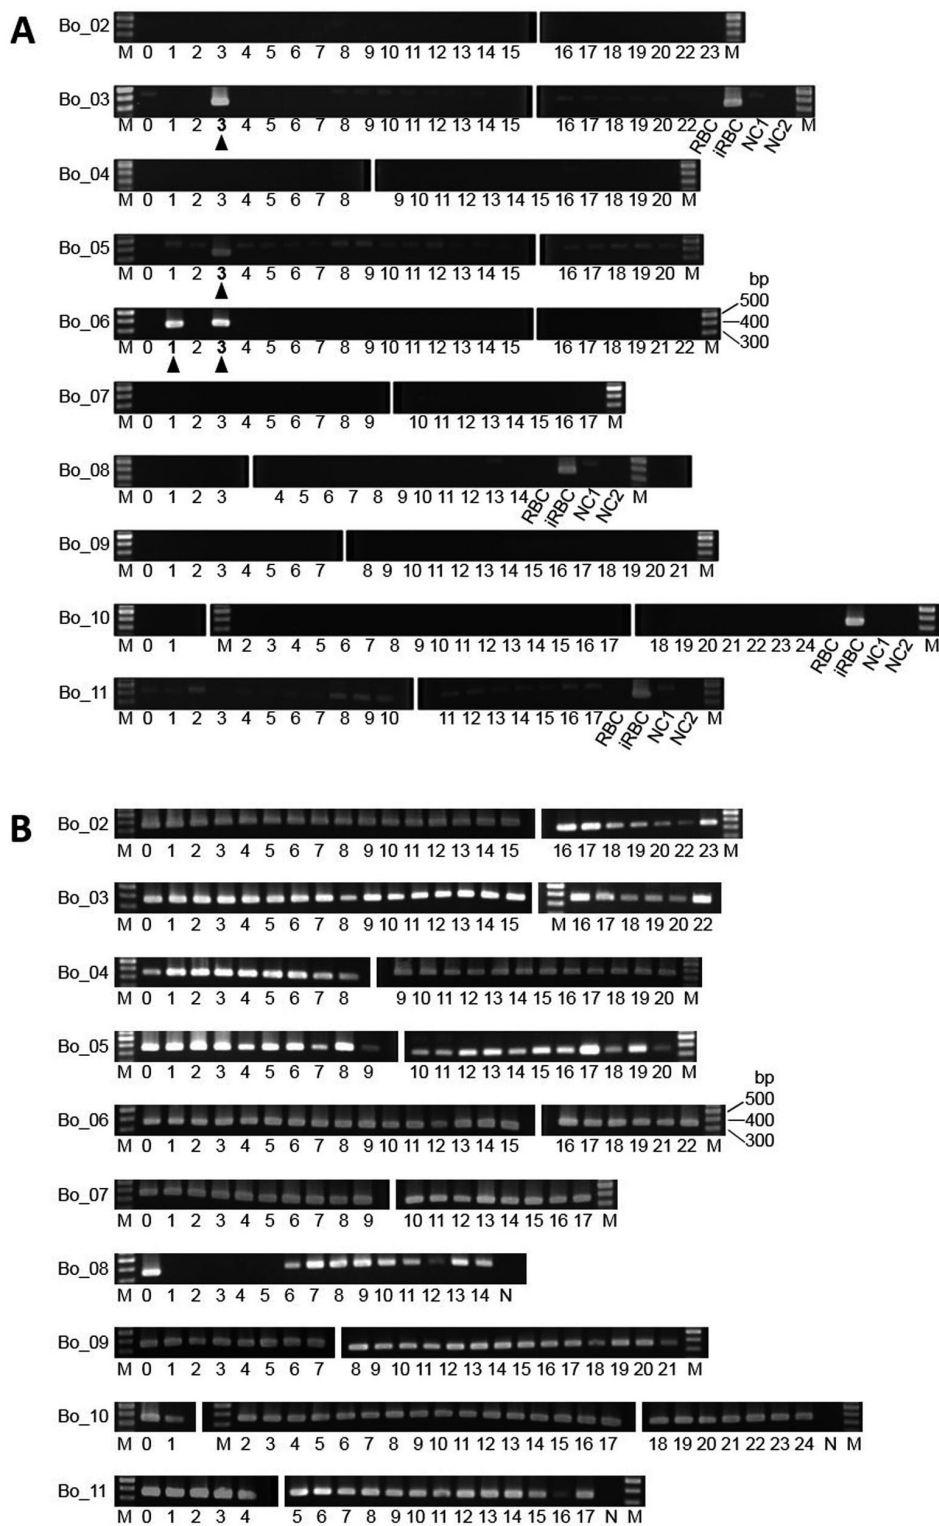 A
Bo_02
M 0 1 2 3 4 5 6 7 8 9 10 11 12 13 14 15 16 17 18 19 20 22 23 M
Bo_03
M 0 1 2 3 4 5 6 7 8 9 10 11 12 13 14 15 16 17 18 19 20 22 RBC iRBC NC1 NC2 M
Bo_04
M 0 1 2 3 4 5 6 7 8 9 10 11 12 13 14 15 16 17 18 19 20 M
Bo_05
M 0 1 2 3 4 5 6 7 8 9 10 11 12 13 14 15 16 17 18 19 20 M
bp
500
Bo_06
400
300
M 0 1 2 3 4 5 6 7 8 9 10 11 12 13 14 15 16 17 18 19 21 22 M
Bo_07
M 0 1 2 3 4 5 6 7 8 9 10 11 12 13 14 15 16 17 M
Bo_08
M 0 1 2 3 4 5 6 7 8 9 10 11 12 13 14 RBC iRBC NC1 NC2 M
Bo_09
M 0 1 2 3 4 5 6 7 8 9 10 11 12 13 14 15 16 17 18 19 20 21 M
Bo_10
M 0 1 M 2 3 4 5 6 7 8 9 10 11 12 13 14 15 16 17 18 19 20 21 22 23 24 RBC iRBC NC1 NC2 M
Bo_11
M 0 1 2 3 4 5 6 7 8 9 10 11 12 13 14 15 16 17 RBC iRBC NC1 NC2 M
B
Bo_02
M 0 1 2 3 4 5 6 7 8 9 10 11 12 13 14 15 16 17 18 19 20 22 23 M
Bo_03
M 0 1 2 3 4 5 6 7 8 9 10 11 12 13 14 15 M 16 17 18 19 20 22
Bo_04
M 0 1 2 3 4 5 6 7 8 9 10 11 12 13 14 15 16 17 18 19 20 M
Bo_05
M 0 1 2 3 4 5 6 7 8 9 10 11 12 13 14 15 16 17 18 19 20 M
bp
500
Bo_06
400
300
M 0 1 2 3 4 5 6 7 8 9 10 11 12 13 14 15 16 17 18 19 21 22 M
Bo_07
M 0 1 2 3 4 5 6 7 8 9 10 11 12 13 14 15 16 17 M
Bo_08
M 0 1 2 3 4 5 6 7 8 9 10 11 12 13 14 N
Bo_09
M 0 1 2 3 4 5 6 7 8 9 10 11 12 13 14 15 16 17 18 19 20 21 M
Bo_10
M 0 1 M 2 3 4 5 6 7 8 9 10 11 12 13 14 15 16 17 18 19 20 21 22 23 24 N M
Bo_11
M 0 1 2 3 4 5 6 7 8 9 10 11 12 13 14 15 16 17 N M